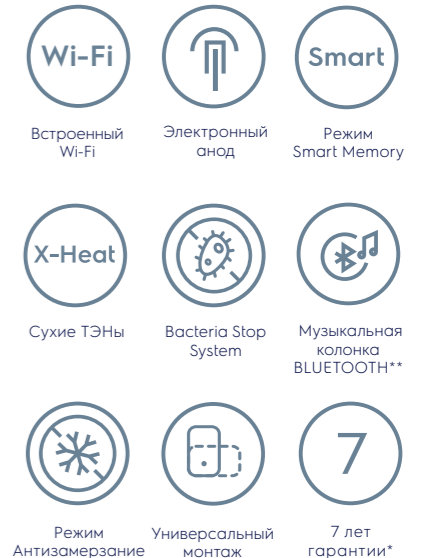 Wi-Fi
Smart
Встроенный
Wi-Fi
Электронный
анод
Режим
Smart Memory
X-Heat
Сухие ТЭНы
Bacteria Stop
System
Музыкальная
колонка
BLUETOOTH**
7
Режим
Антизамерзание
Универсальный
монтаж
7 лет
гарантии*